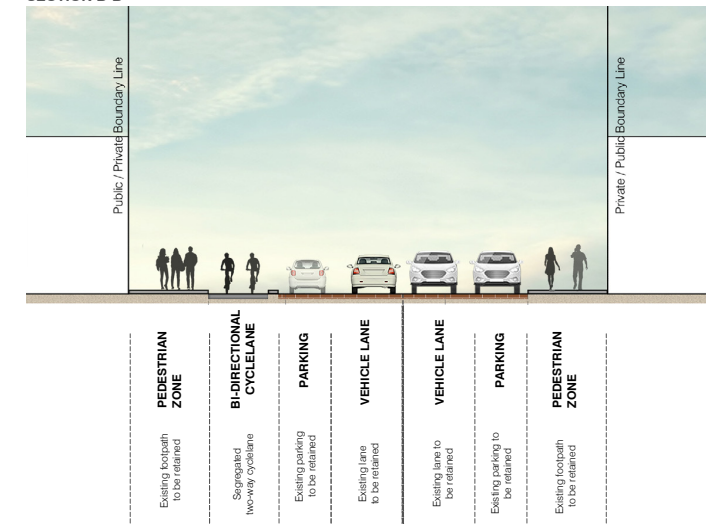 Public / Private Boundary Line
Private / Public Boundary Line
PEDESTRIAN
ZONE
BI-DIRECTIONAL
CYCLELANE
PARKING
VEHICLE LANE
VEHICLE LANE
PARKING
PEDESTRIAN
ZONE
Existing footpath
to be retained
Segregated
two-way cyclelane
Existing parking
to be retained
Existing lane
to be retained
Existing lane to
be retained
Existing parking to
be retained
Existing footpath
to be retained